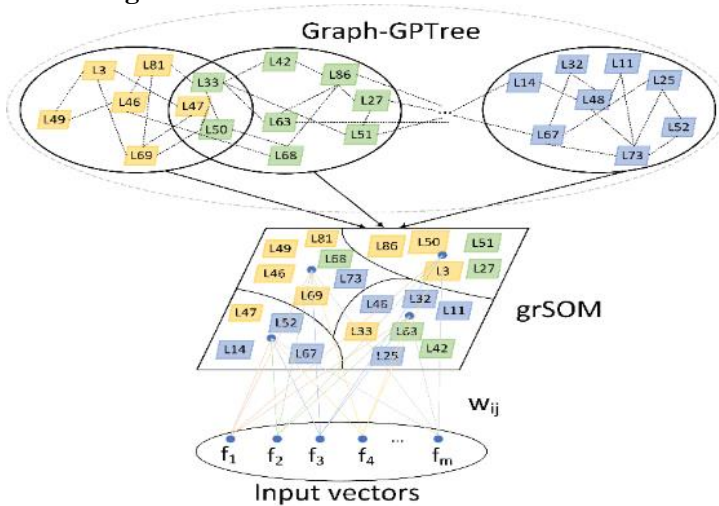 Graph-GPTree
L3 L81 L46 L49 L47 L69
L33 L42 L86 L27 L63 L50 L51 L68
...
L14 L32 L11 L25 L48 L67 L52 L73
L49 L81 L68 L46 L73 L69
L86 L50 L51 L3 L27
L47 L52 L14 L67
L32 L11 L33 L63 L25 L42
grSOM
wij
f1 f2 f3 f4 ... fm
Input vectors